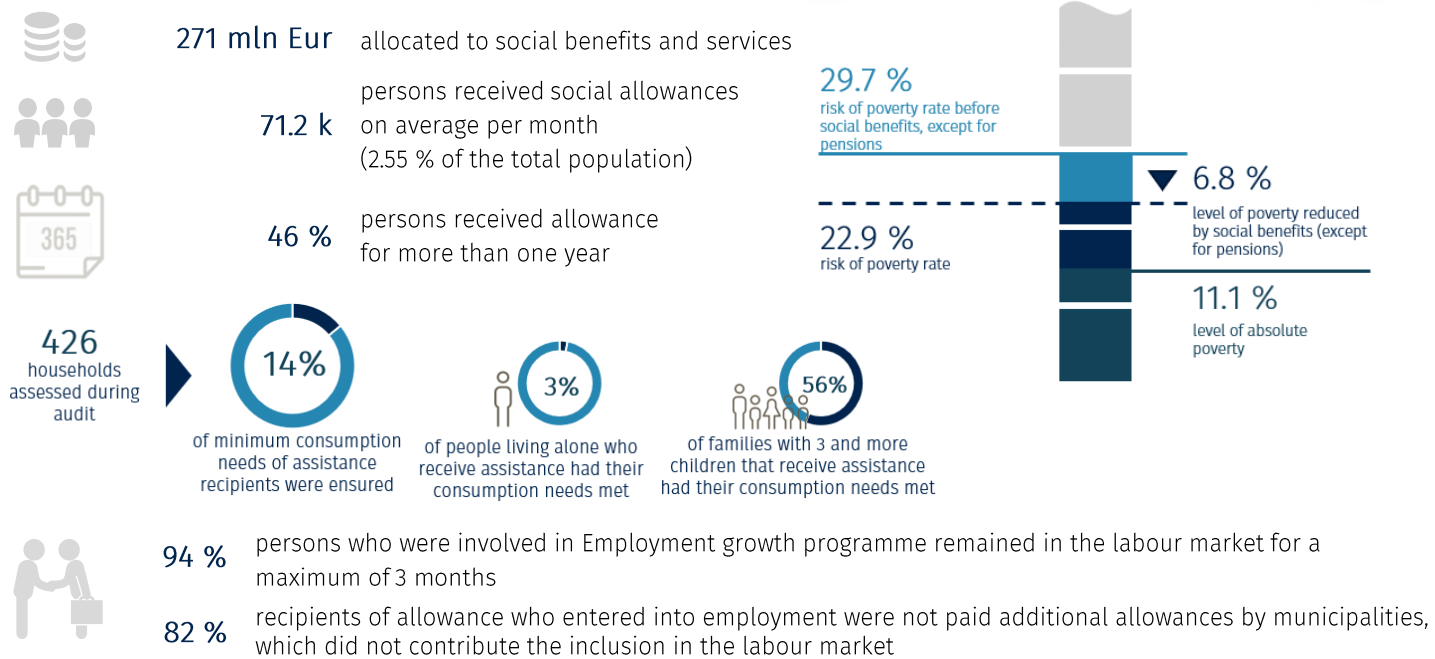 271 mln Eur
allocated to social benefits and services
71.2 k
persons received social allowances
on average per month
(2.55 % of the total population)
365
46 %
persons received allowance
for more than one year
29.7 %
risk of poverty rate before
social benefits, except for
pensions
6.8 %
level of poverty reduced
by social benefits (except
for pensions)
22.9 %
risk of poverty rate
11.1 %
level of absolute
poverty
426
households
assessed during
audit
14%
of minimum consumption
needs of assistance
recipients were ensured
3%
of people living alone who
receive assistance had their
consumption needs met
56%
of families with 3 and more
children that receive assistance
had their consumption needs met
94 %
persons who were involved in Employment growth programme remained in the labour market for a
maximum of 3 months
82 %
recipients of allowance who entered into employment were not paid additional allowances by municipalities,
which did not contribute the inclusion in the labour market